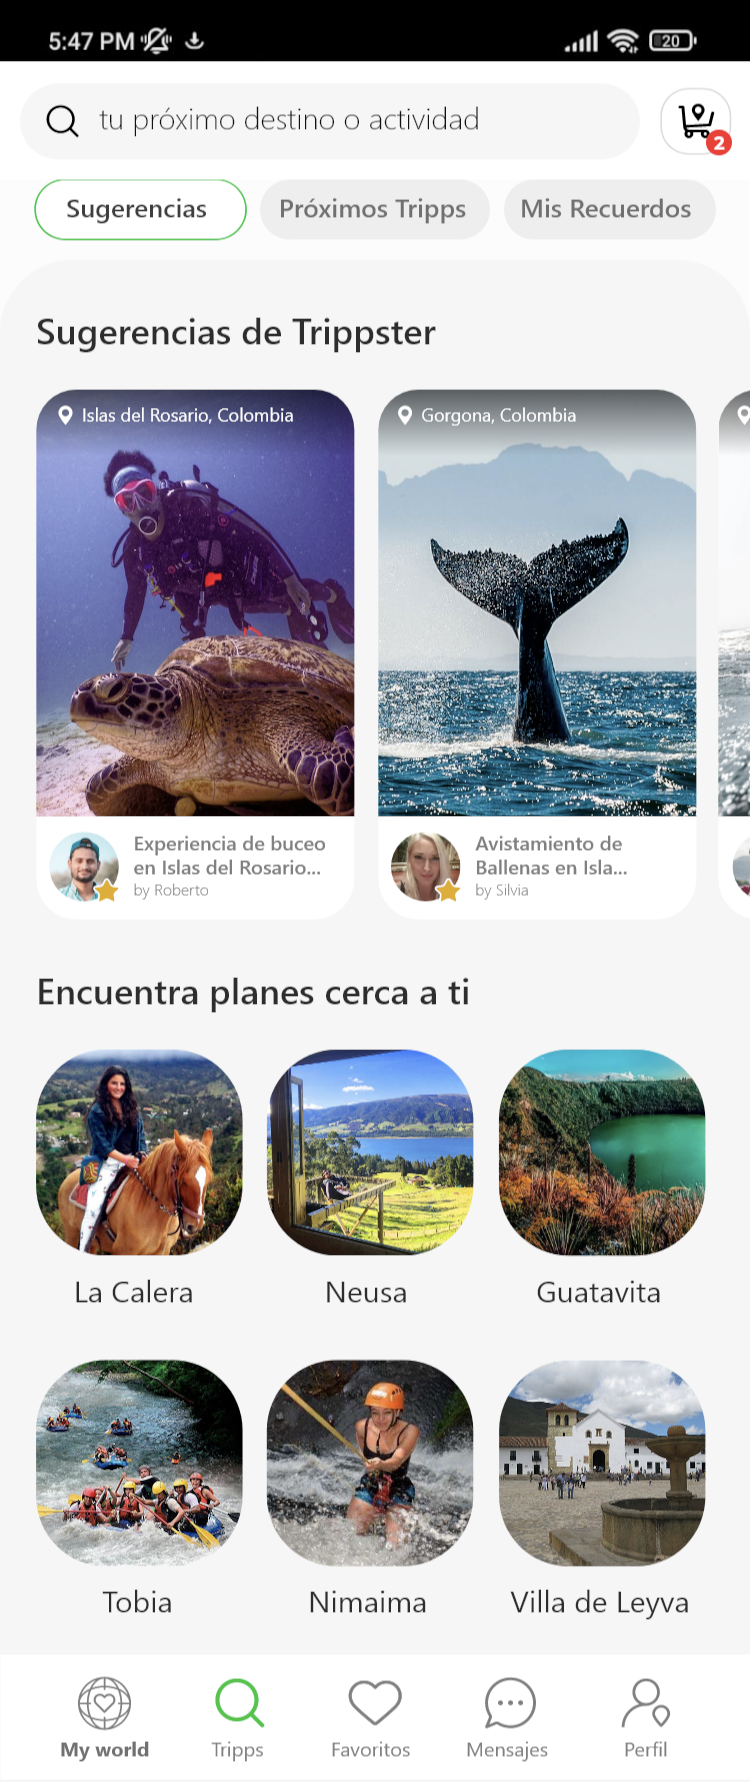 5:47 PM
20
tu próximo destino o actividad
2
Sugerencias
Próximos Tripps
Mis Recuerdos
Sugerencias de Trippster
Islas del Rosario, Colombia
Gorgona, Colombia
Experiencia de buceo
en Islas del Rosario...
by Roberto
Avistamiento de
Ballenas en Isla...
by Silvia
Encuentra planes cerca a ti
La Calera
Neusa
Guatavita
Tobia
Nimaima
Villa de Leyva
My world
Tripps
Favoritos
Mensajes
Perfil